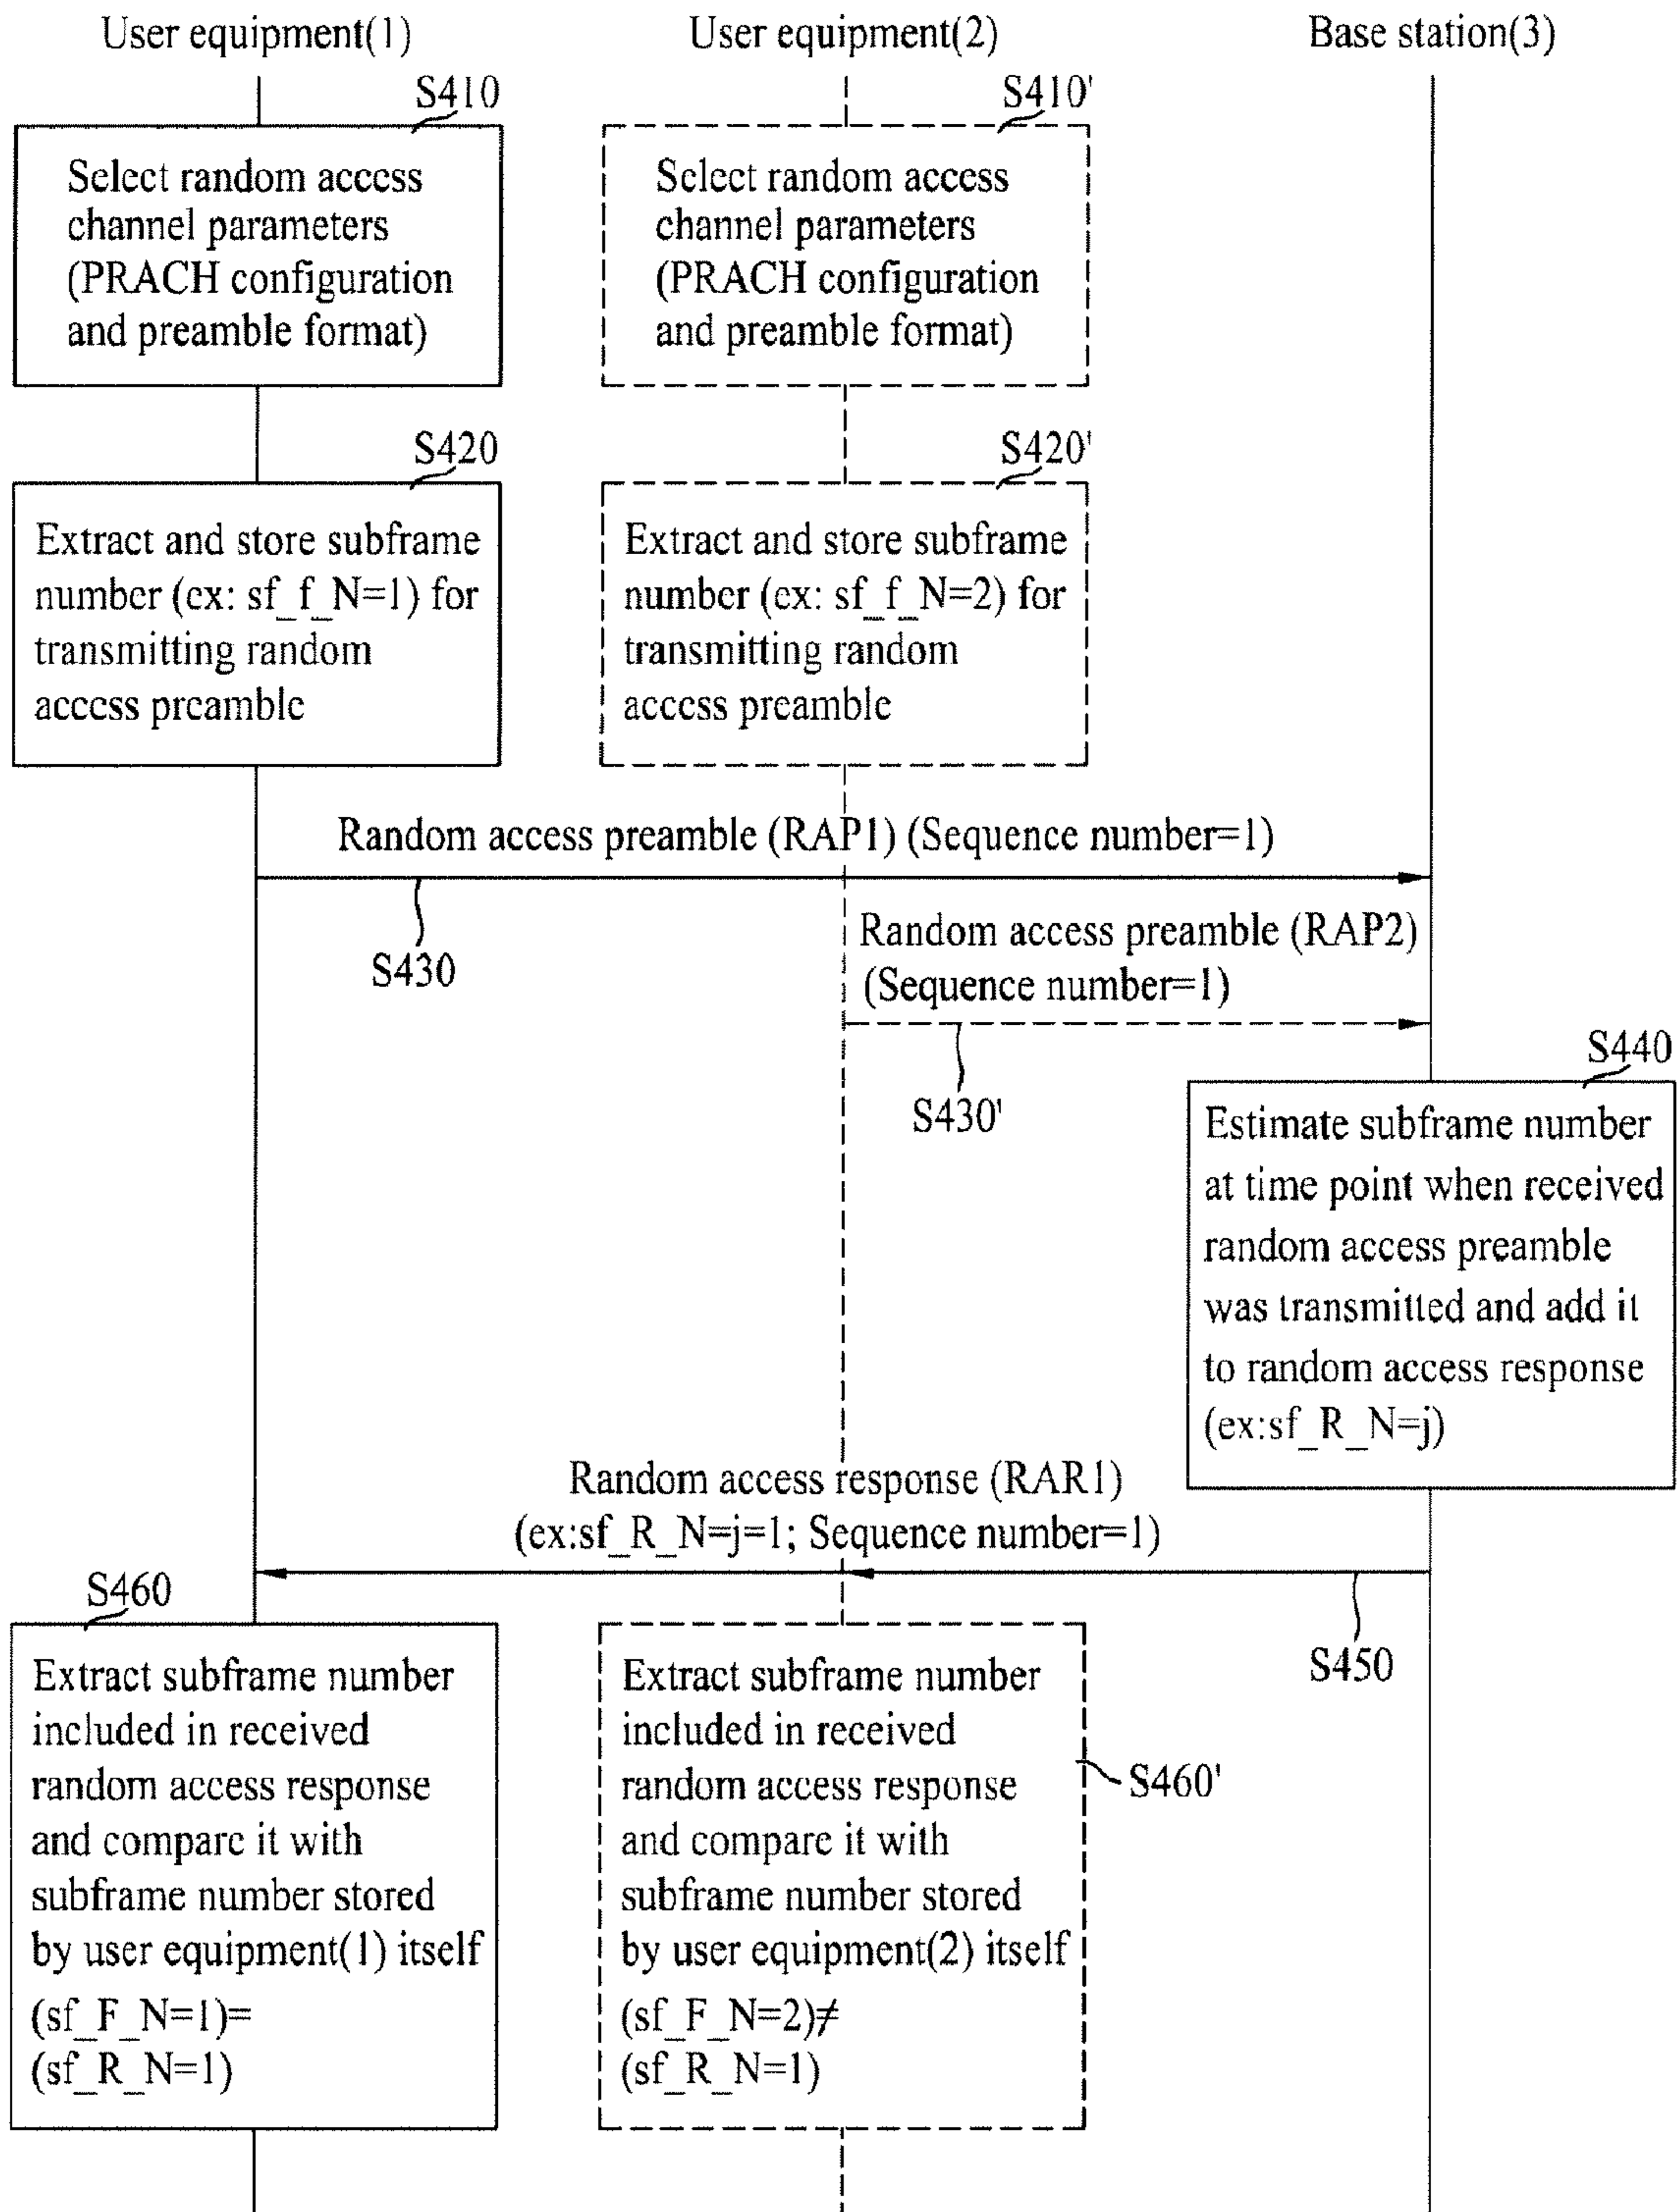 User equipment(1)
User equipment(2)
Base station(3)
S410
Select random access
channel parameters
(PRACH configuration
and preamble format)
S410'
Select random access
channel parameters
(PRACH configuration
and preamble format)
S420
Extract and store subframe
number (ex: sf_f_N=1) for
transmitting random
access preamble
S420'
Extract and store subframe
number (ex: sf_f_N=2) for
transmitting random
access preamble
Random access preamble (RAP1) (Sequence number=1)
S430
Random access preamble (RAP2)
(Sequence number=1)
S430'
S440
Estimate subframe number
at time point when received
random access preamble
was transmitted and add it
to random access response
(ex:sf_R_N=j)
Random access response (RAR1)
(ex:sf_R_N=j=1; Sequence number=1)
S450
S460
Extract subframe number
included in received
random access response
and compare it with
subframe number stored
by user equipment(1) itself
(sf_F_N=1)=
(sf_R_N=1)
Extract subframe number
included in received
random access response
and compare it with
subframe number stored
by user equipment(2) itself
(sf_F_N=2)≠
(sf_R_N=1)
S460'